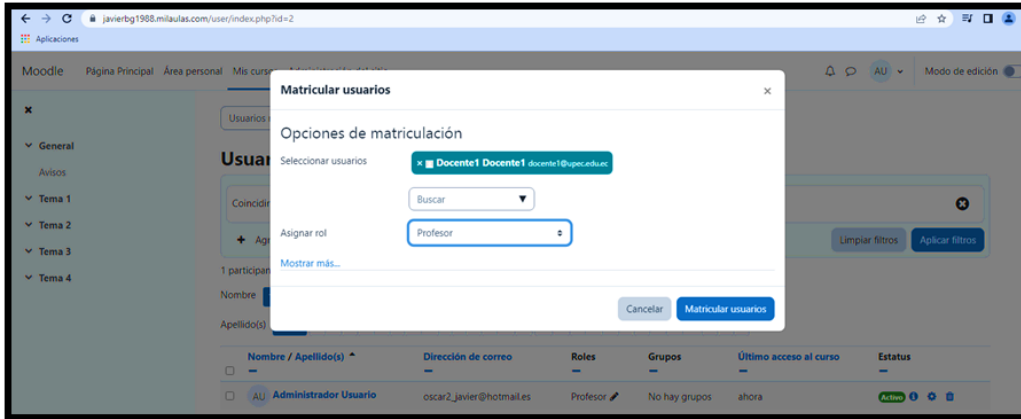 javierbg1988.milaulas.com/user/index.php?id=2
Aplicaciones
Moodle Página Principal Área personal Mis cursos Administración del sitio AU Modo de edición
Matricular usuarios
Usuarios
General
Opciones de matriculación
Seleccionar usuarios × Docente1 Docente1 docente1@upec.edu.ec
Avisos
Tema 1
Buscar
Tema 2
Asignar rol Profesor
Limpiar filtros Aplicar filtros
Tema 3
Mostrar más...
1 participan
Tema 4
Nombre
Cancelar Matricular usuarios
Apellido(s)
Nombre / Apellido(s) Dirección de correo Roles Grupos Último acceso al curso Estatus
AU Administrador Usuario oscar2_javier@hotmail.es Profesor No hay grupos ahora Activo